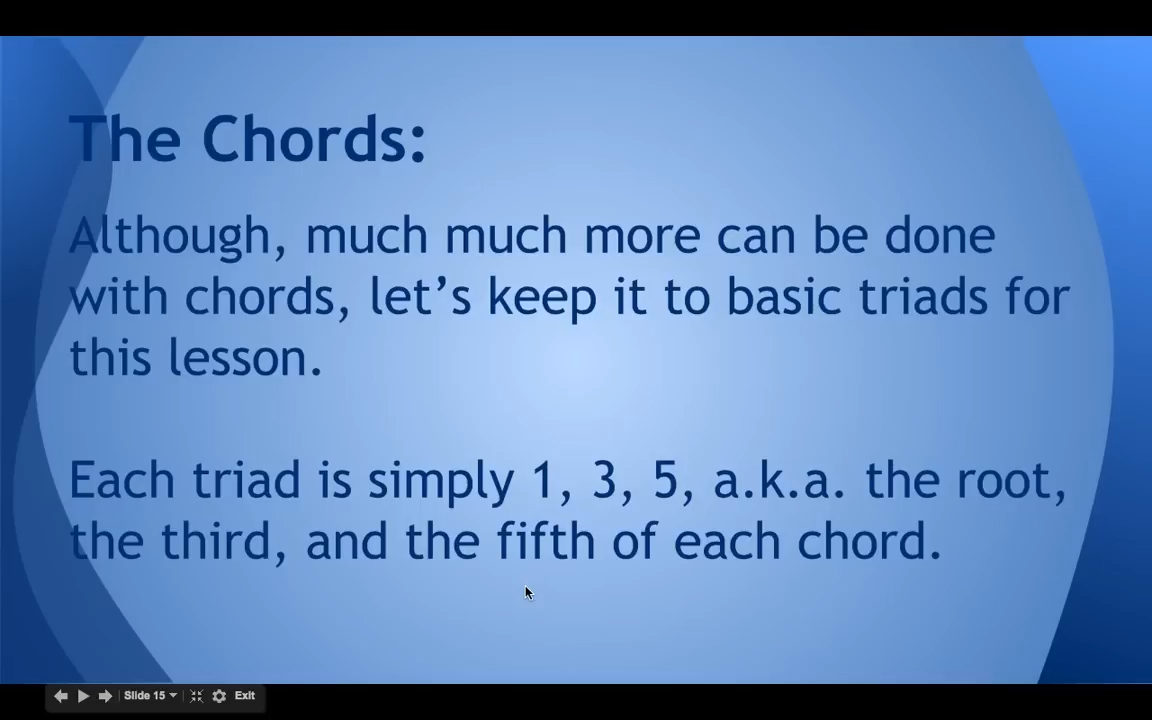 The Chords:
Although, much much more can be done
with chords, let’s keep it to basic triads for
this lesson.
Each triad is simply 1, 3, 5, a.k.a. the root,
the third, and the fifth of each chord.
Slide 15 Exit